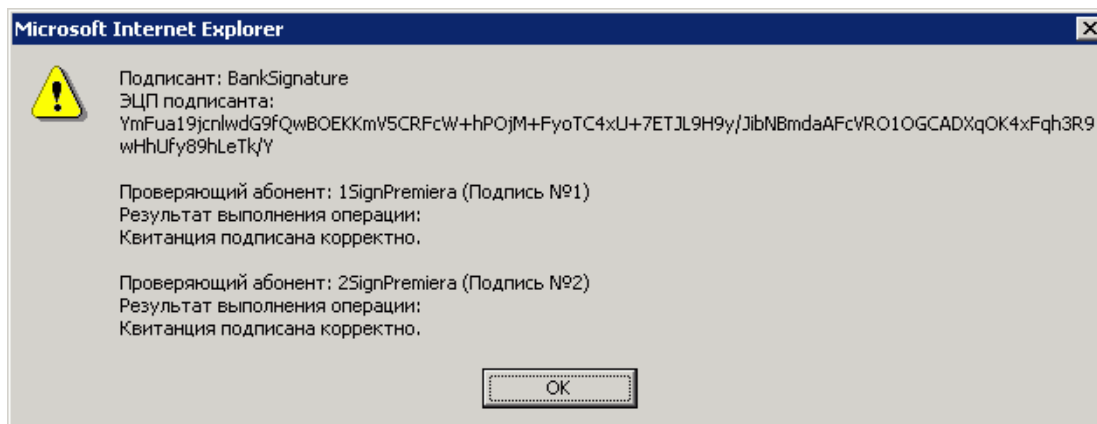 Microsoft Internet Explorer
Подписант: BankSignature
ЭЦП подписанта:
YmFua19jcnlwdG9fQwBOEKKmV5CRFcW+hPOjM+FyoTC4xU+7ETJL9H9y/JibNBmdaAFcVRO1OGCADXqOK4xFqh3R9
wHhUfy89hLeTk/Y
Проверяющий абонент: 1SignPremiera (Подпись №1)
Результат выполнения операции:
Квитанция подписана корректно.
Проверяющий абонент: 2SignPremiera (Подпись №2)
Результат выполнения операции:
Квитанция подписана корректно.
OK